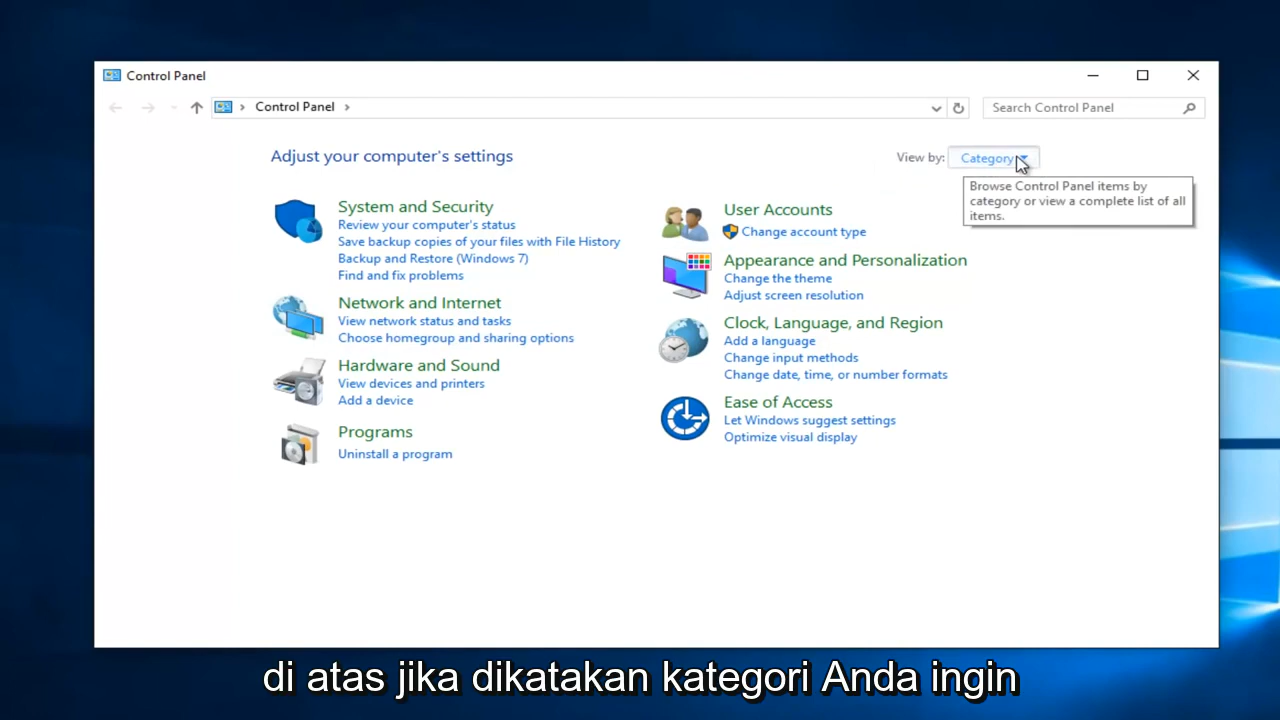 Control Panel
Control Panel
Search Control Panel
Adjust your computer's settings
View by: Category
Browse Control Panel items by
category or view a complete list of all
items.
System and Security
Review your computer's status
Save backup copies of your files with File History
Backup and Restore (Windows 7)
Find and fix problems
Network and Internet
View network status and tasks
Choose homegroup and sharing options
Hardware and Sound
View devices and printers
Add a device
Programs
Uninstall a program
User Accounts
Change account type
Appearance and Personalization
Change the theme
Adjust screen resolution
Clock, Language, and Region
Add a language
Change input methods
Change date, time, or number formats
Ease of Access
Let Windows suggest settings
Optimize visual display
di atas jika dikatakan kategori Anda ingin